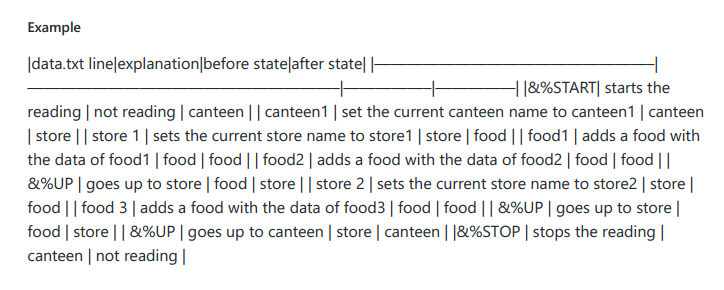 Example
|data.txt line|explanation|before state|after state| |—————————————————————|
———————————————————————|——————|——————| |&%START| starts the
reading | not reading | canteen | | canteen1 | set the current canteen name to canteen1 | canteen
| store | | store 1 | sets the current store name to store1 | store | food | | food1 | adds a food with
the data of food1 | food | food | | food2 | adds a food with the data of food2 | food | food | |
&%UP | goes up to store | food | store | | store 2 | sets the current store name to store2 | store |
food | | food 3 | adds a food with the data of food3 | food | food | | &%UP | goes up to store |
food | store | | &%UP | goes up to canteen | store | canteen | |&%STOP | stops the reading |
canteen | not reading |